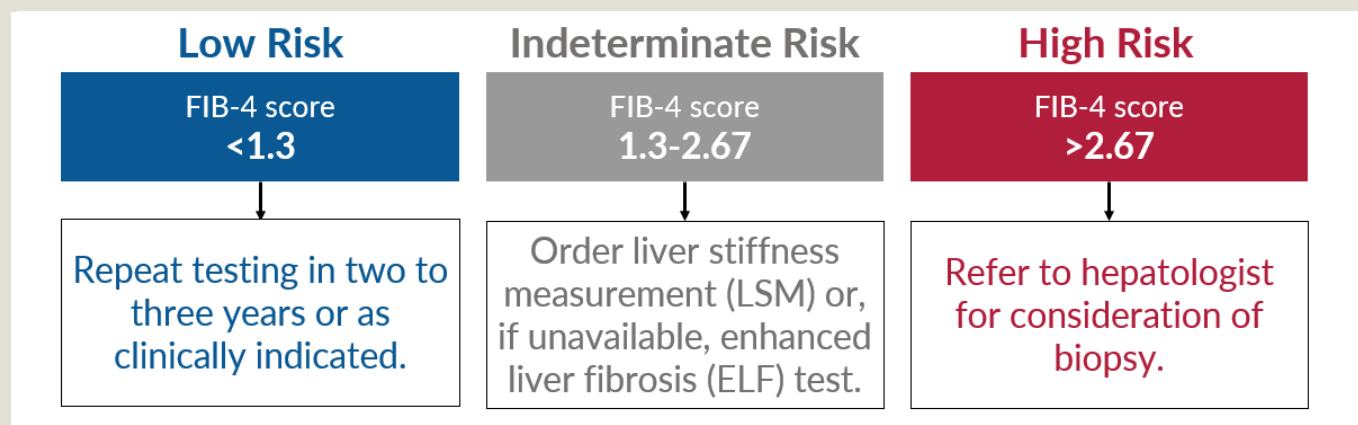 Low Risk
FIB-4 score
<1.3
Repeat testing in two to
three years or as
clinically indicated.
Indeterminate Risk
FIB-4 score
1.3-2.67
Order liver stiffness
measurement (LSM) or,
if unavailable, enhanced
liver fibrosis (ELF) test.
High Risk
FIB-4 score
>2.67
Refer to hepatologist
for consideration of
biopsy.